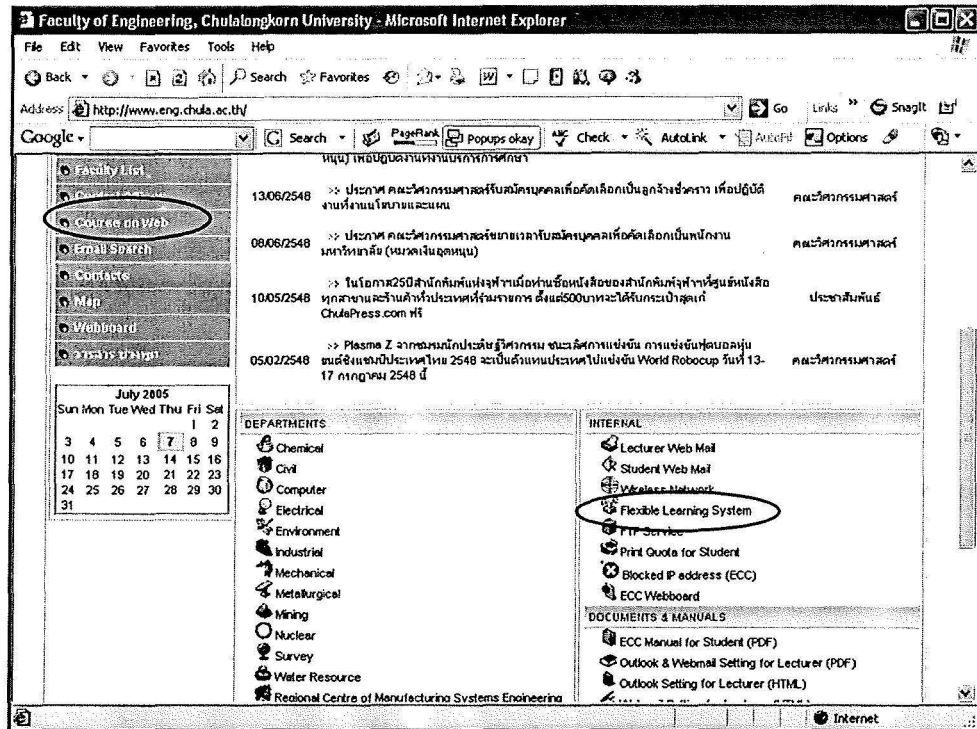 Faculty of Engineering, Chulalongkorn University - Microsoft Internet Explorer
File Edit View Favorites Tools Help
Back Search Favorites
Address http://www.eng.chula.ac.th/ Go Links » SnagIt
Google Search PageRank Popups okay Check AutoLink AutoFill Options
หนุน) เพื่อปฏิบัติงานหน่วยบริการการศึกษา
Faculty List
Course on Web
Email Search
Contacts
Map
Webboard
13/06/2548 >> ประกาศ คณะวิศวกรรมศาสตร์รับสมัครบุคคลเพื่อคัดเลือกเป็นลูกจ้างชั่วคราว เพื่อปฏิบัติ คณะวิศวกรรมศาสตร์
งานที่งานนโยบายและแผน
08/06/2548 >> ประกาศ คณะวิศวกรรมศาสตร์ขยายเวลารับสมัครบุคคลเพื่อคัดเลือกเป็นพนักงาน คณะวิศวกรรมศาสตร์
มหาวิทยาลัย (หมวดเงินอุดหนุน)
10/05/2548 >> ในโอกาส25ปีสำนักพิมพ์แห่งจุฬาฯเมื่อท่านซื้อหนังสือของสำนักพิมพ์จุฬาฯที่ศูนย์หนังสือ ประชาสัมพันธ์
ทุกสาขาและร้านค้าทั่วประเทศที่ร่วมรายการ ตั้งแต่500บาทจะได้รับกระเป๋าสุดเก๋
ChulaPress.com ฟรี
05/02/2548 >> Plasma Z จากชมรมนักประดิษฐ์วิศวกรรม ชนะเลิศการแข่งขัน การแข่งขันฟุตบอลหุ่น คณะวิศวกรรมศาสตร์
ยนต์ชิงแชมป์ประเทศไทย 2548 จะเป็นตัวแทนประเทศไปแข่งขัน World Robocup วันที่ 13-
17 กรกฎาคม 2548 นี้
July 2005
Sun Mon Tue Wed Thu Fri Sat
1 2
3 4 5 6 7 8 9
10 11 12 13 14 15 16
17 18 19 20 21 22 23
24 25 26 27 28 29 30
31
DEPARTMENTS
Chemical
Civil
Computer
Electrical
Environment
Industrial
Mechanical
Metallurgical
Mining
Nuclear
Survey
Water Resource
Regional Centre of Manufacturing Systems Engineering
INTERNAL
Lecturer Web Mail
Student Web Mail
Wireless Network
Flexible Learning System
FTP Service
Print Quota for Student
Blocked IP address (ECC)
ECC Webboard
DOCUMENTS & MANUALS
ECC Manual for Student (PDF)
Outlook & Webmail Setting for Lecturer (PDF)
Outlook Setting for Lecturer (HTML)
Internet